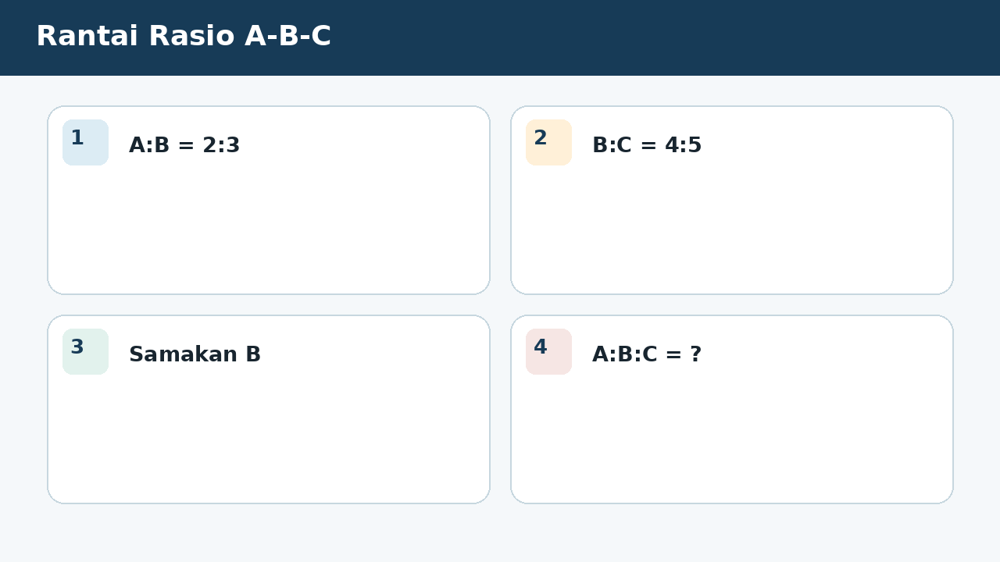 Rantai Rasio A-B-C
1
A:B = 2:3
2
B:C = 4:5
3
Samakan B
4
A:B:C = ?